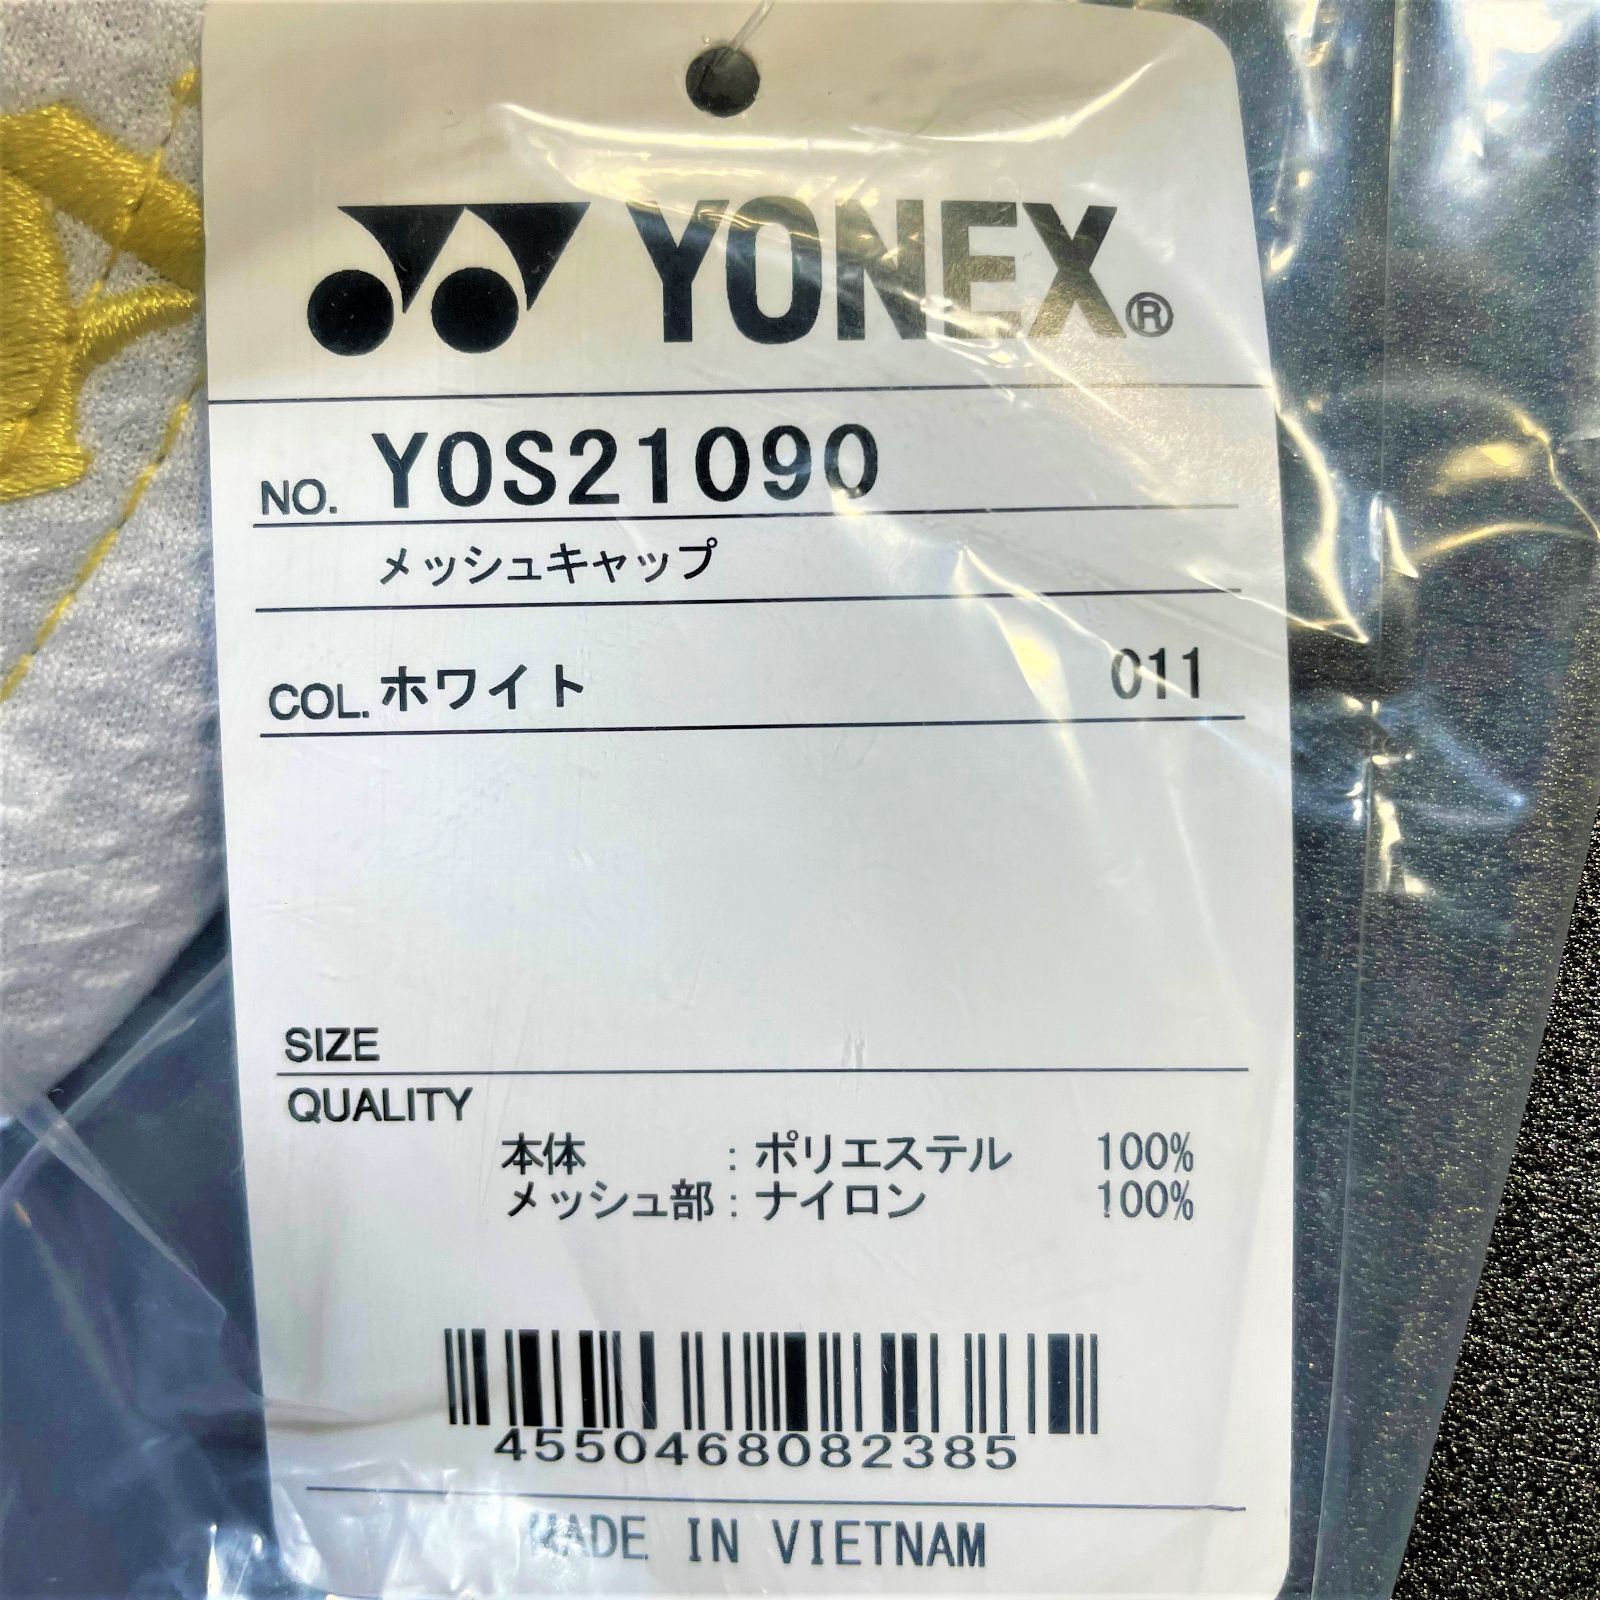 YONEX®
NO. YOS21090
メッシュキャップ
COL. ホワイト 011
SIZE
QUALITY
本体 : ポリエステル 100%
メッシュ部 : ナイロン 100%
4550468082385
MADE IN VIETNAM